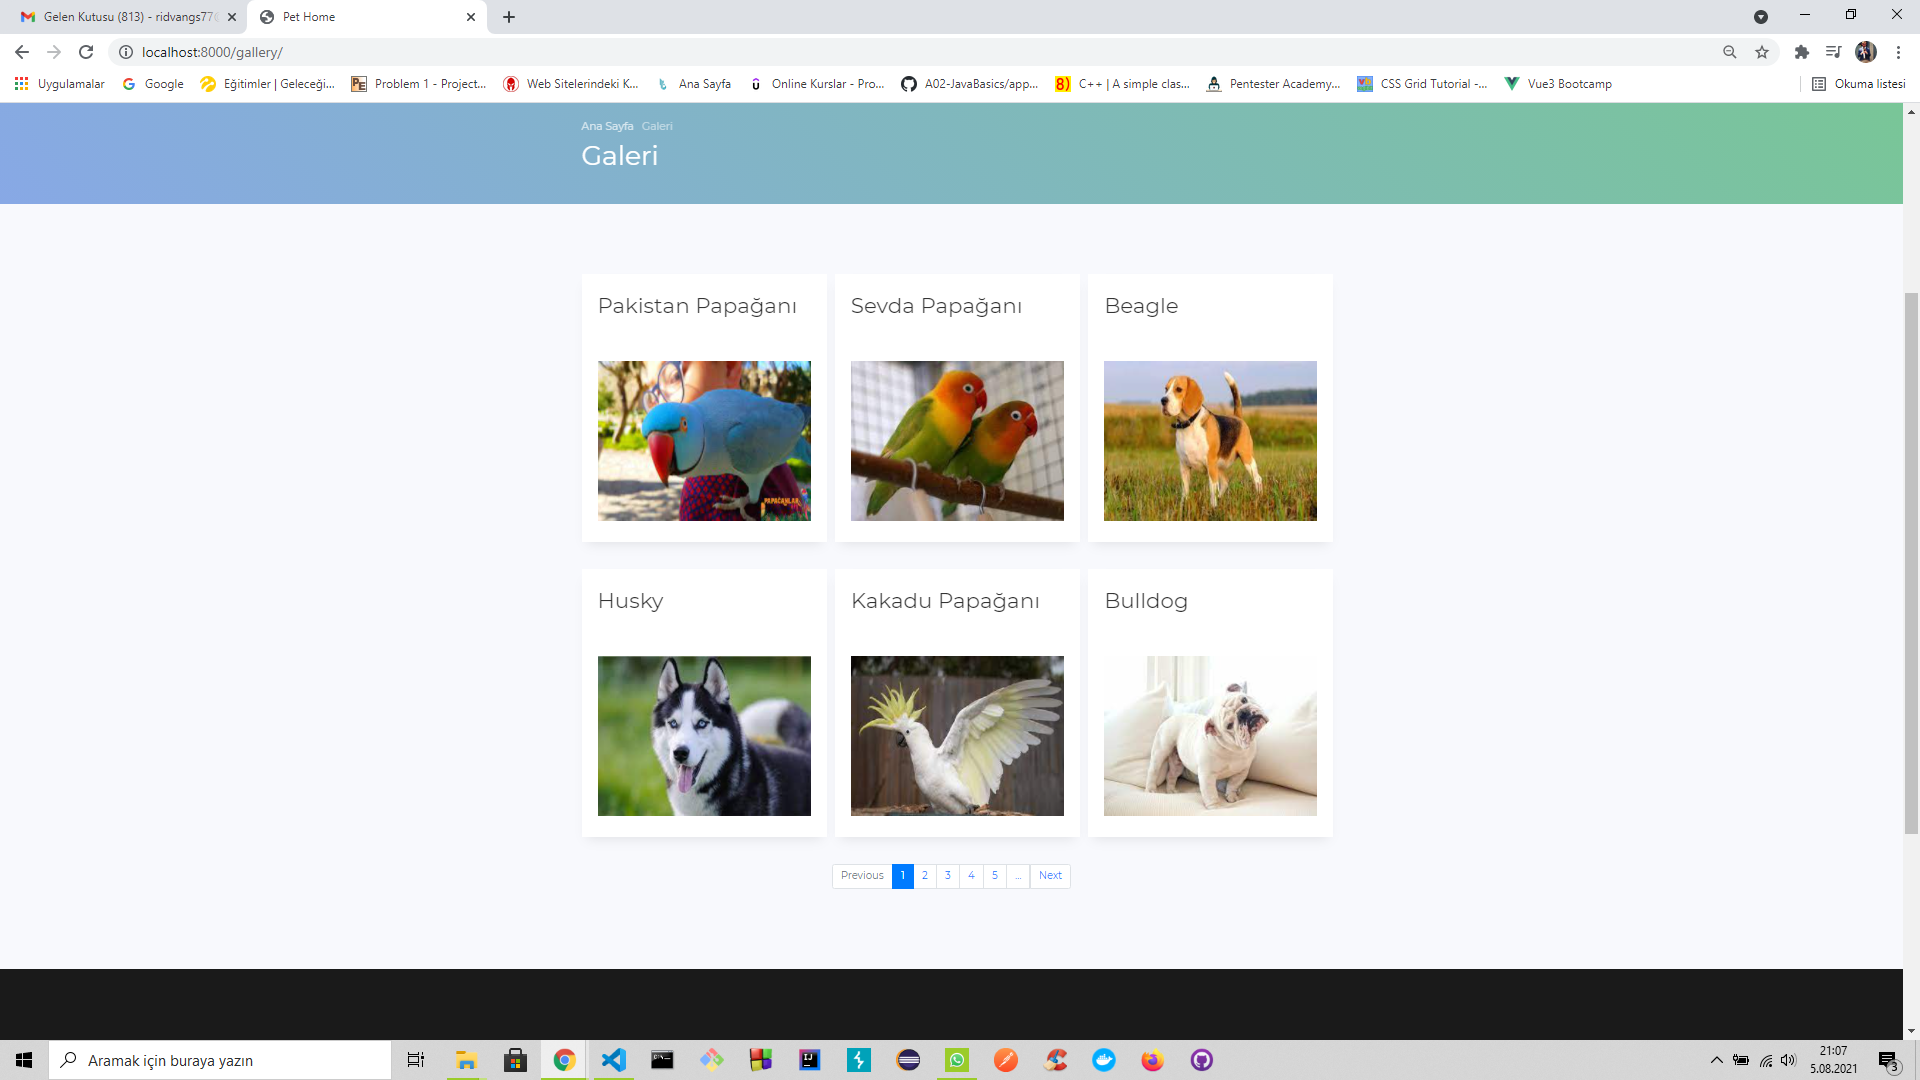 Gelen Kutusu (813) - ridvangs77
Pet Home
localhost:8000/gallery/
Uygulamalar
Google
Eğitimler | Geleceği...
Problem 1 - Project...
Web Sitelerindeki K...
Ana Sayfa
Online Kurslar - Pro...
A02-JavaBasics/app...
C++ | A simple clas...
Pentester Academy...
CSS Grid Tutorial -...
Vue3 Bootcamp
Okuma listesi
Ana Sayfa Galeri
Galeri
Pakistan Papağanı
Sevda Papağanı
Beagle
PAPAĞANLAR
Husky
Kakadu Papağanı
Bulldog
Previous 1 2 3 4 5 ... Next
Aramak için buraya yazın
21:07
5.08.2021
3